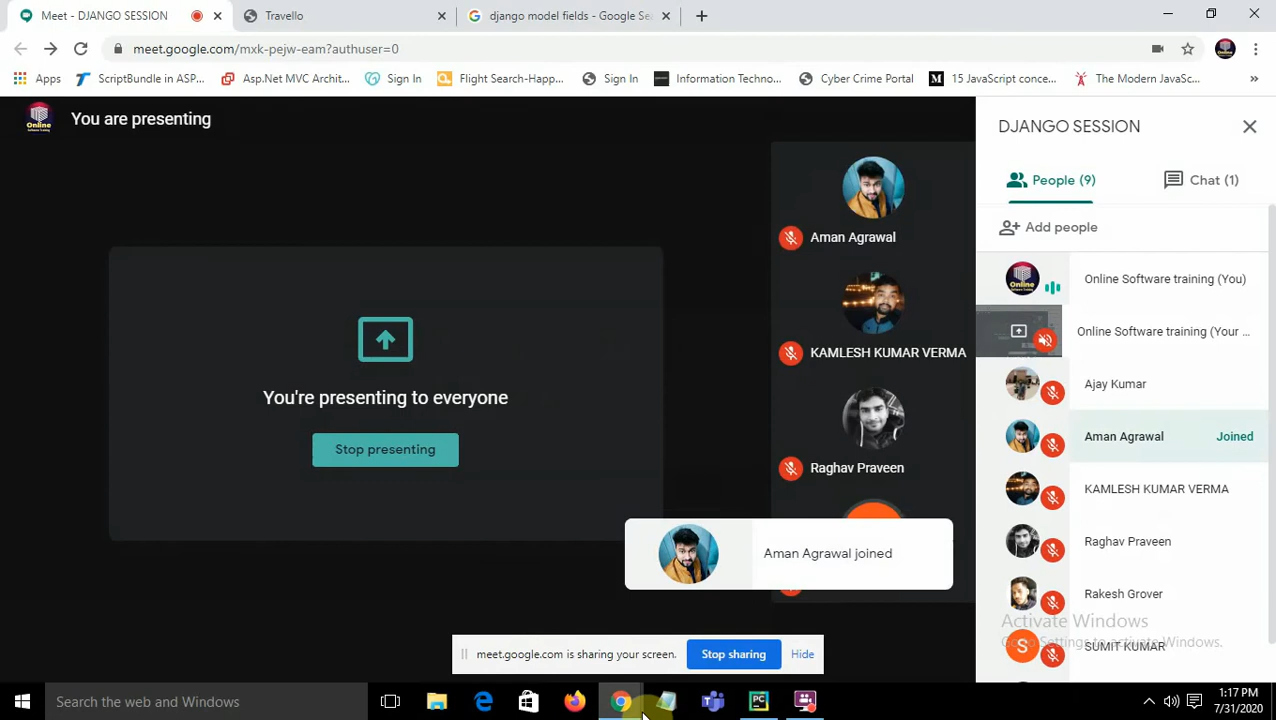 Meet - DJANGO SESSION
Travello
django model fields - Google Se
meet.google.com/mxk-pejw-eam?authuser=0
Apps
ScriptBundle in ASP...
Asp.Net MVC Archit...
Sign In
Flight Search-Happ...
Sign In
Information Techno...
Cyber Crime Portal
15 JavaScript conce...
The Modern JavaSc...
»
Online
You are presenting
DJANGO SESSION
People (9)
Chat (1)
Add people
Aman Agrawal
KAMLESH KUMAR VERMA
Raghav Praveen
You're presenting to everyone
Stop presenting
Online Software training (You)
Online Software training (Your ...
Ajay Kumar
Aman Agrawal
Joined
KAMLESH KUMAR VERMA
Raghav Praveen
Rakesh Grover
S
SUMIT KUMAR
Aman Agrawal joined
Activate Windows
Go to Settings to activate Windows.
meet.google.com is sharing your screen.
Stop sharing
Hide
Search the web and Windows
1:17 PM
7/31/2020